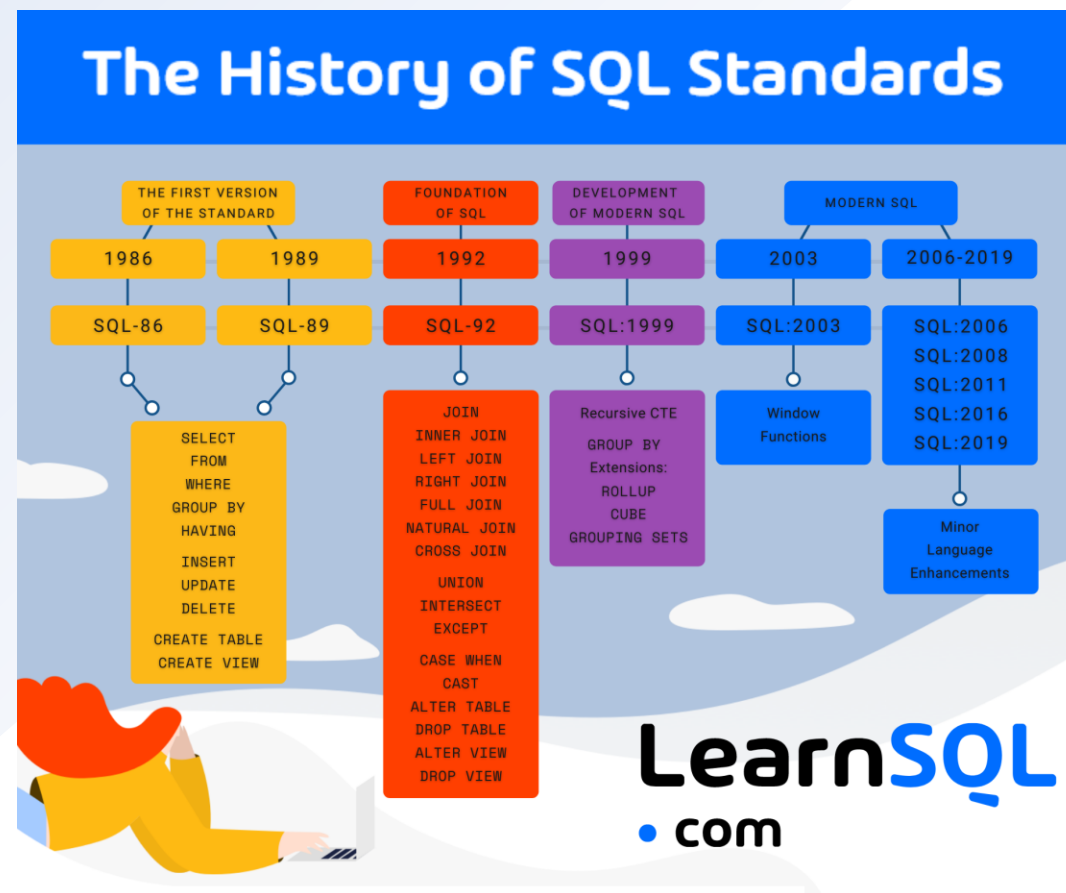 The History of SQL Standards
THE FIRST VERSION
OF THE STANDARD
FOUNDATION
OF SQL
DEVELOPMENT
OF MODERN SQL
MODERN SQL
1986
1989
1992
1999
2003
2006-2019
SQL-86
SQL-89
SQL-92
SQL:1999
SQL:2003
SQL:2006
SQL:2008
SQL:2011
SQL:2016
SQL:2019
SELECT
FROM
WHERE
GROUP BY
HAVING
INSERT
UPDATE
DELETE
CREATE TABLE
CREATE VIEW
JOIN
INNER JOIN
LEFT JOIN
RIGHT JOIN
FULL JOIN
NATURAL JOIN
CROSS JOIN
UNION
INTERSECT
EXCEPT
CASE WHEN
CAST
ALTER TABLE
DROP TABLE
ALTER VIEW
DROP VIEW
Recursive CTE
GROUP BY
Extensions:
ROLLUP
CUBE
GROUPING SETS
Window
Functions
Minor
Language
Enhancements
LearnSQL
• com